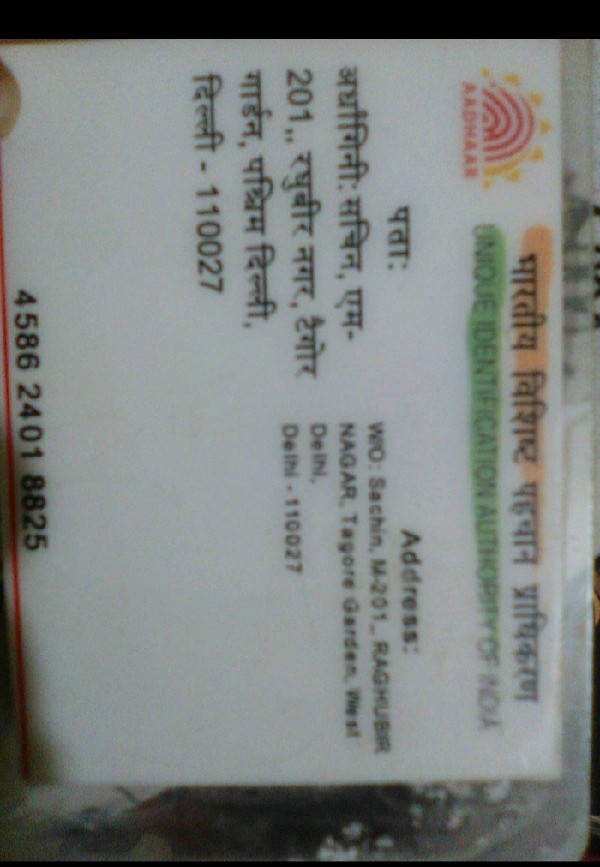 भारतीय विशिष्ट पहचान प्राधिकरण
UNIQUE IDENTIFICATION AUTHORITY OF INDIA
AADHAAR
पता:
अर्धांगिनी: सचिन, एम-
201,, रघुबीर नगर, टैगोर
गार्डन, पश्चिम दिल्ली,
दिल्ली - 110027
Address:
W/O: Sachin, M-201,, RAGHUBIR
NAGAR, Tagore Garden, West
Delhi,
Delhi - 110027
4586 2401 8825